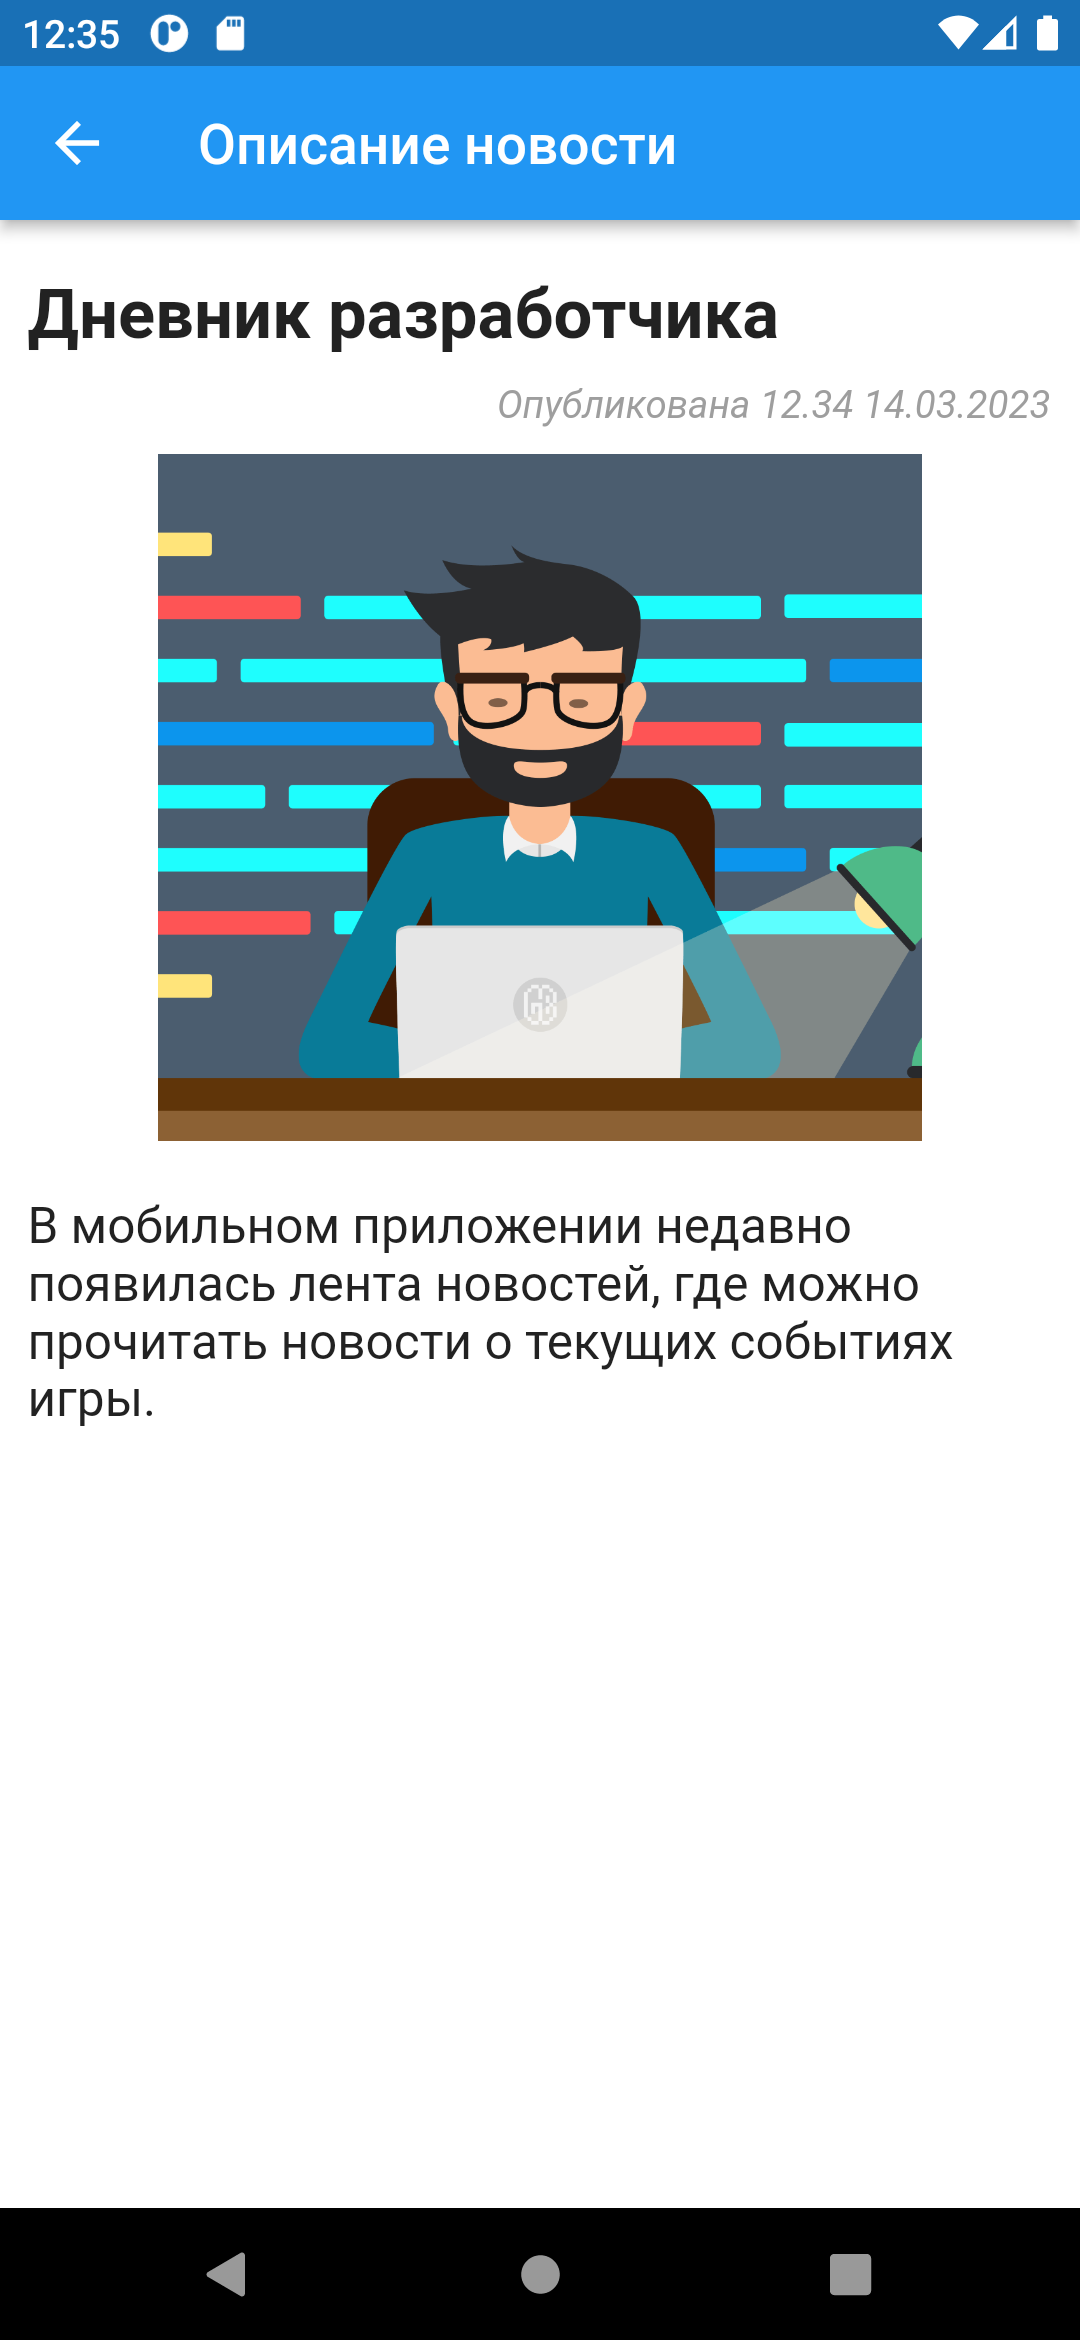 12:35
Описание новости
Дневник разработчика
Опубликована 12.34 14.03.2023
В мобильном приложении недавно
появилась лента новостей, где можно
прочитать новости о текущих событиях
игры.